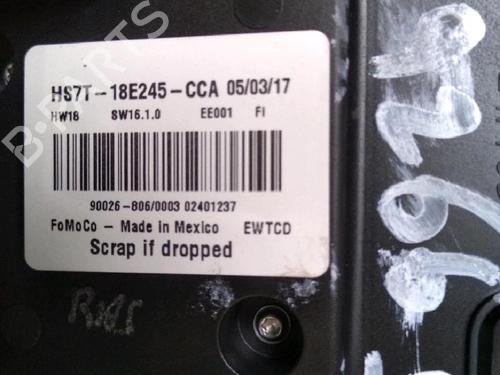 HS7T-18E245-CCA 05/03/17
HW18 SW16.1.0 EE001 FI
90026-806/0003 02401237
FoMoCo - Made in Mexico EWTCD
Scrap if dropped
B-PARTS